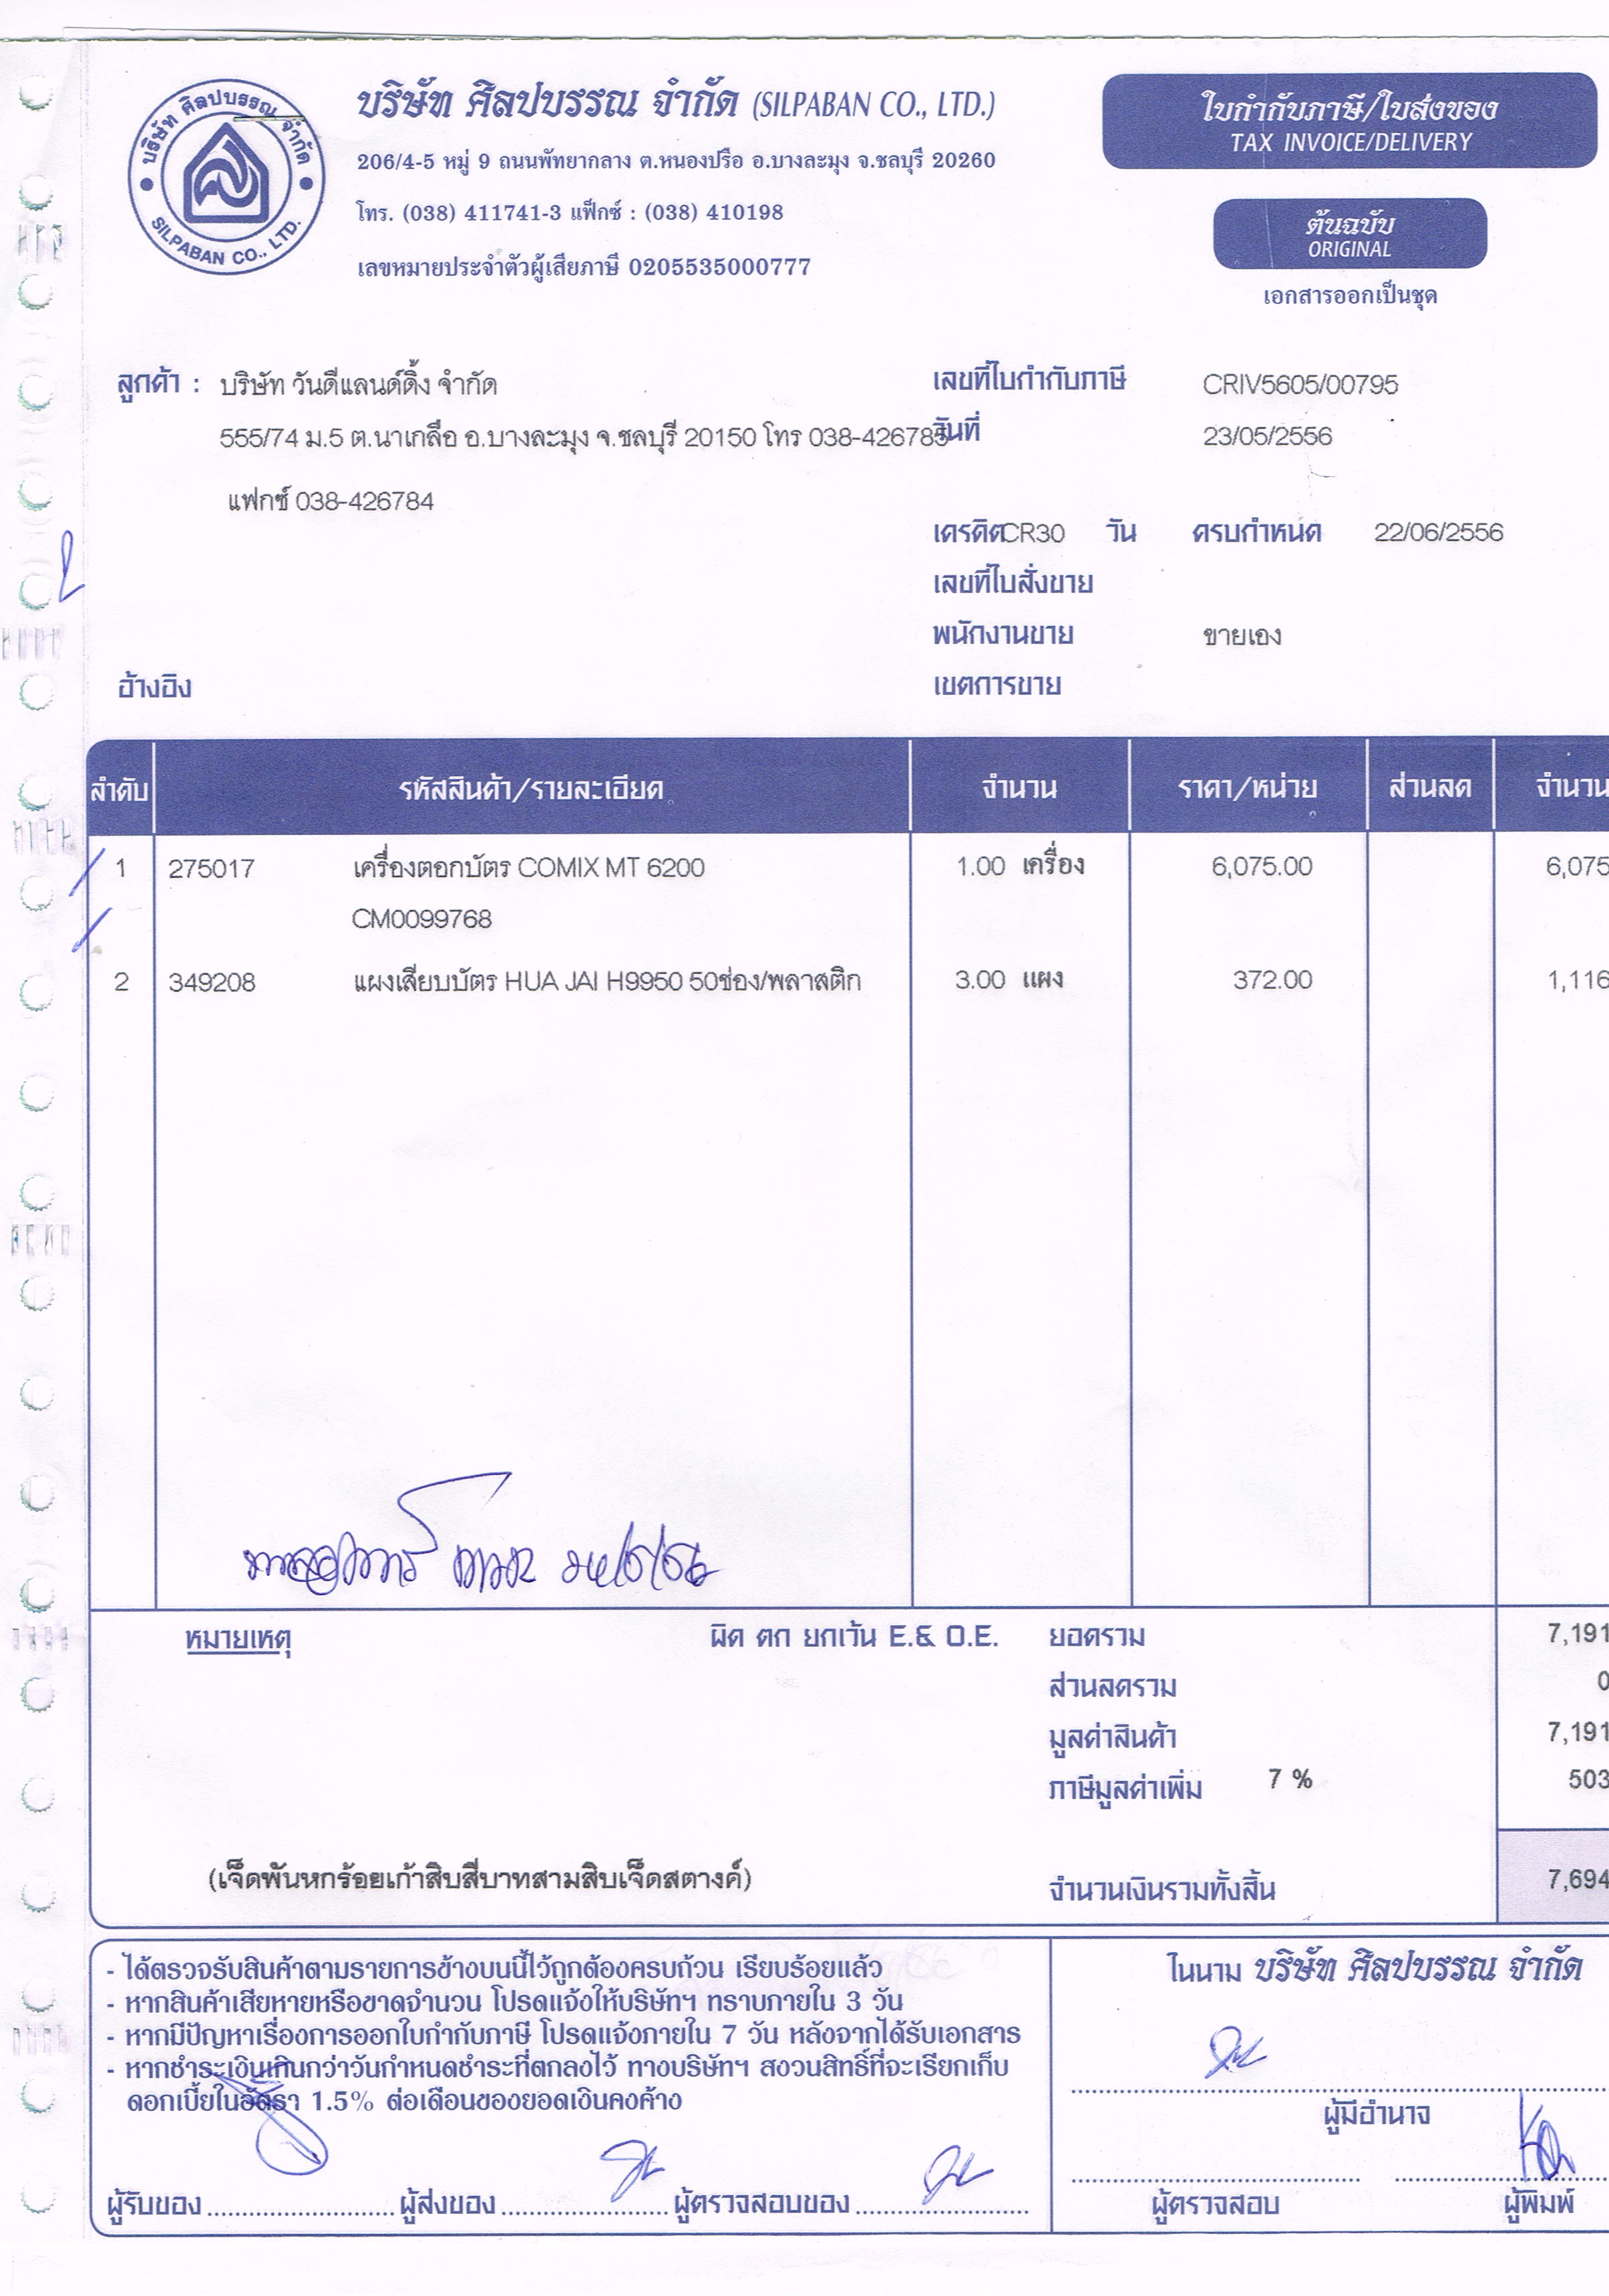 บริษัท ศิลปบรรณ จำกัด
SILPABAN CO., LTD.
บริษัท ศิลปบรรณ จำกัด (SILPABAN CO., LTD.)
206/4-5 หมู่ 9 ถนนพัทยากลาง ต.หนองปรือ อ.บางละมุง จ.ชลบุรี 20260
โทร. (038) 411741-3 แฟ็กซ์ : (038) 410198
เลขหมายประจำตัวผู้เสียภาษี 0205535000777
ใบกำกับภาษี/ใบส่งของ
TAX INVOICE/DELIVERY
ต้นฉบับ
ORIGINAL
เอกสารออกเป็นชุด
ลูกค้า : บริษัท วันดีแลนด์ดิ้ง จำกัด
555/74 ม.5 ต.นาเกลือ อ.บางละมุง จ.ชลบุรี 20150 โทร 038-426785
แฟกซ์ 038-426784
เลขที่ใบกำกับภาษี CRIV5605/00795
วันที่ 23/05/2556
เครดิต CR30 วัน ครบกำหนด 22/06/2556
เลขที่ใบสั่งขาย
พนักงานขาย ขายเอง
อ้างอิง เขตการขาย
ลำดับ รหัสสินค้า/รายละเอียด จำนวน ราคา/หน่วย ส่วนลด จำนวน
1 275017 เครื่องตอกบัตร COMIX MT 6200 1.00 เครื่อง 6,075.00 6,075
CM0099768
2 349208 แผงเสียบบัตร HUA JAI H9950 50ช่อง/พลาสติก 3.00 แผง 372.00 1,116
หมายเหตุ ผิด ตก ยกเว้น E.& O.E. ยอดรวม 7,191
ส่วนลดรวม 0
มูลค่าสินค้า 7,191
ภาษีมูลค่าเพิ่ม 7 % 503
(เจ็ดพันหกร้อยเก้าสิบสี่บาทสามสิบเจ็ดสตางค์) จำนวนเงินรวมทั้งสิ้น 7,694
- ได้ตรวจรับสินค้าตามรายการข้างบนนี้ไว้ถูกต้องครบถ้วน เรียบร้อยแล้ว
- หากสินค้าเสียหายหรือขาดจำนวน โปรดแจ้งให้บริษัทฯ ทราบภายใน 3 วัน
- หากมีปัญหาเรื่องการออกใบกำกับภาษี โปรดแจ้งภายใน 7 วัน หลังจากได้รับเอกสาร
- หากชำระเงินเกินกว่าวันกำหนดชำระที่ตกลงไว้ ทางบริษัทฯ สงวนสิทธิ์ที่จะเรียกเก็บ
ดอกเบี้ยในอัตรา 1.5% ต่อเดือนของยอดเงินคงค้าง
ผู้รับของ ผู้ส่งของ ผู้ตรวจสอบของ
ในนาม บริษัท ศิลปบรรณ จำกัด
ผู้มีอำนาจ
ผู้ตรวจสอบ ผู้พิมพ์